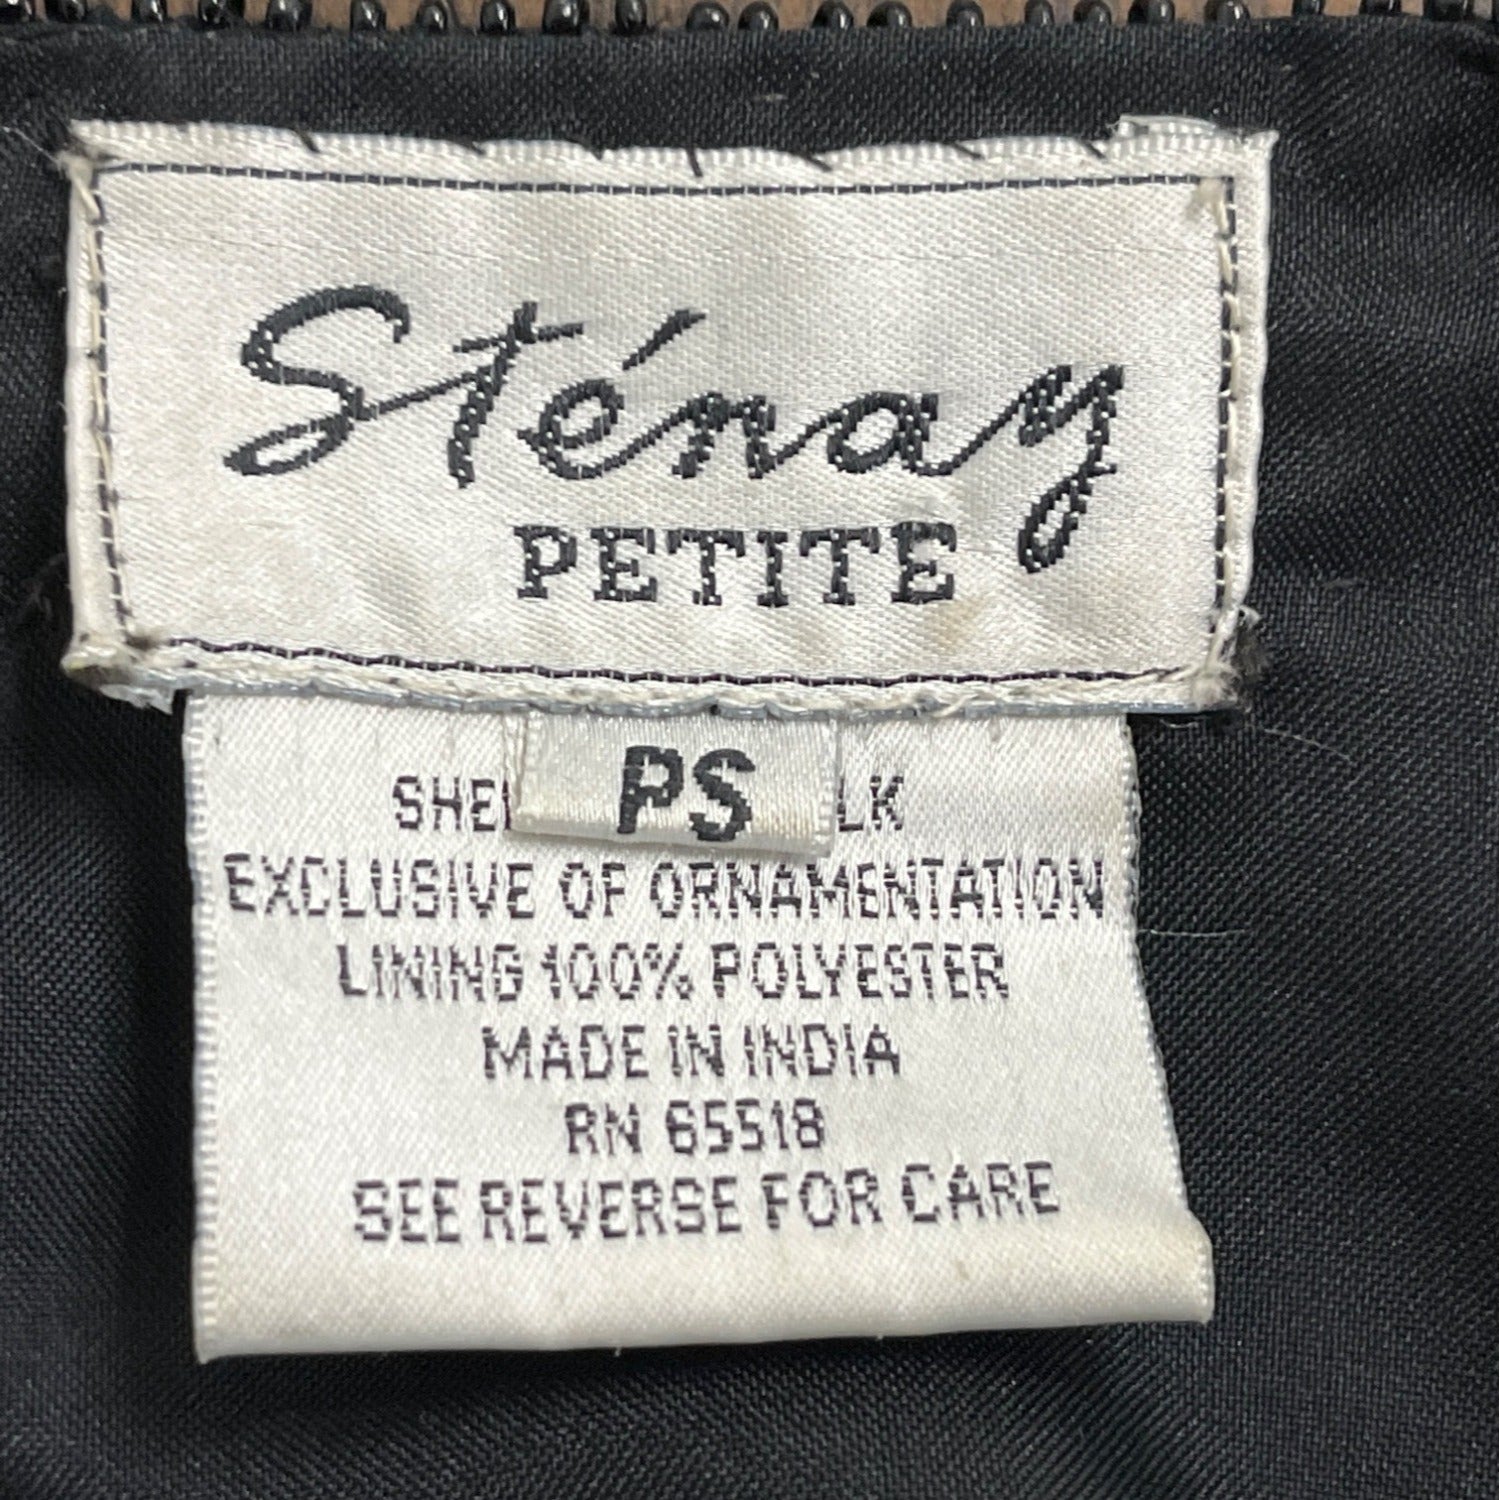 Sténay
PETITE
PS
EXCLUSIVE OF ORNAMENTATION
LINING 100% POLYESTER
MADE IN INDIA
RN 65518
SEE REVERSE FOR CARE